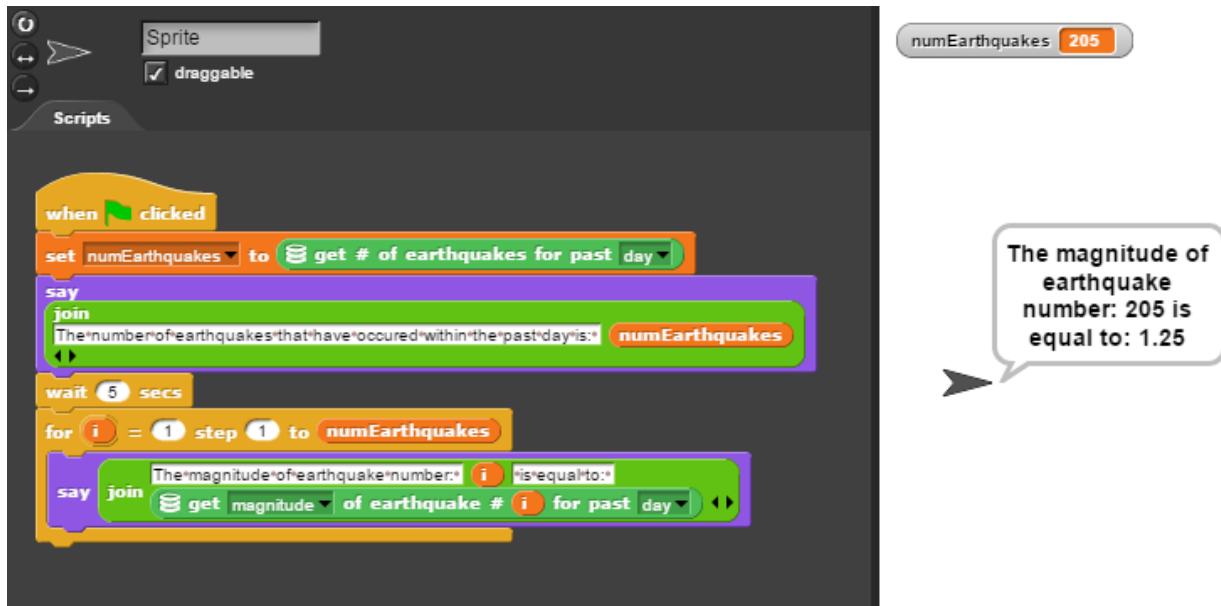 Sprite
draggable
Scripts
when clicked
set numEarthquakes to get # of earthquakes for past day
say
join
The number of earthquakes that have occured within the past day is: numEarthquakes
wait 5 secs
for i = 1 step 1 to numEarthquakes
The magnitude of earthquake number: i is equal to:
say join
get magnitude of earthquake # i for past day
numEarthquakes 205
The magnitude of
earthquake
number: 205 is
equal to: 1.25